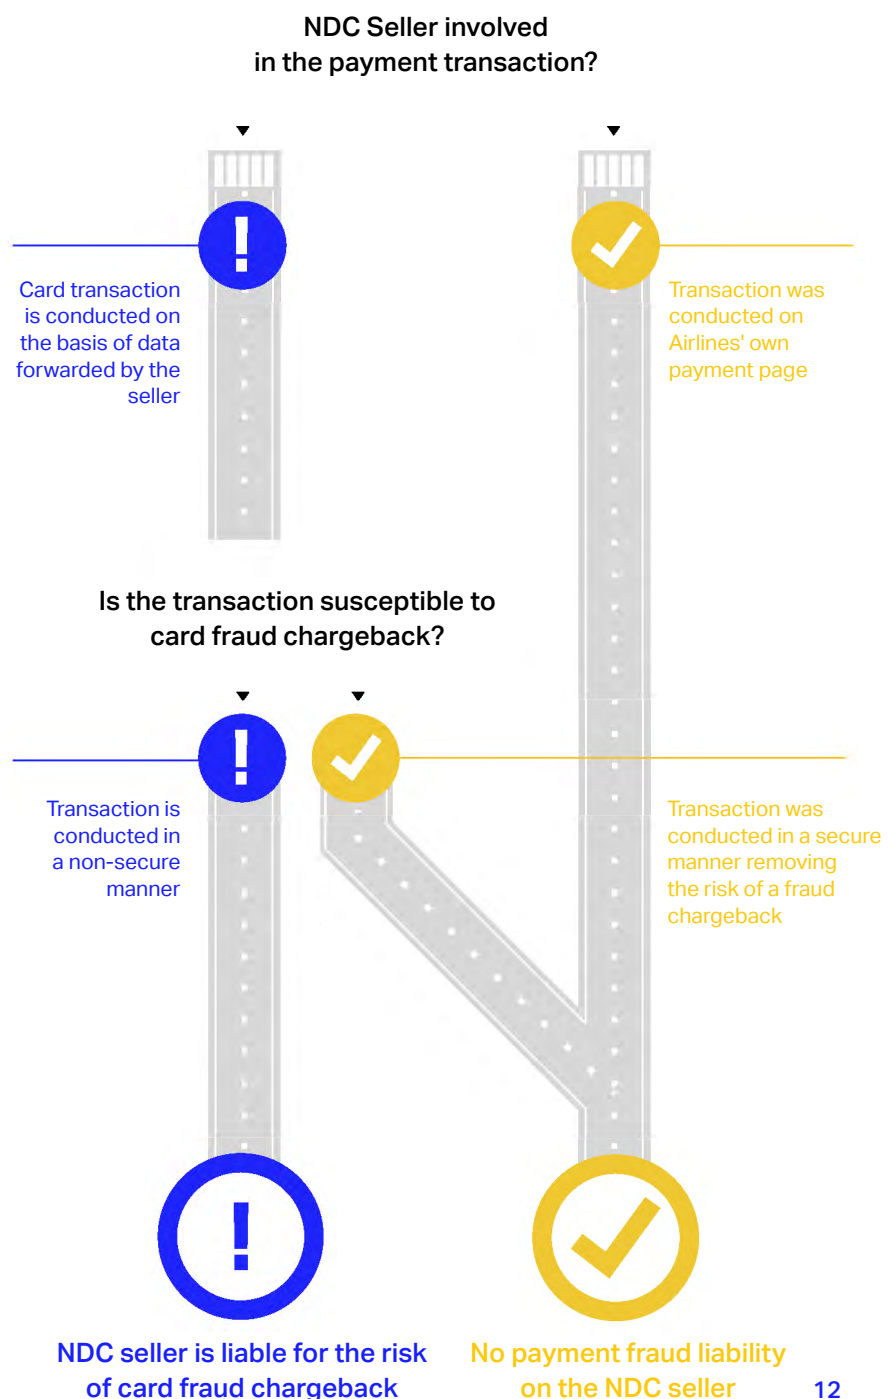 NDC Seller involved
in the payment transaction?
Card transaction
is conducted on
the basis of data
forwarded by the
seller
Transaction was
conducted on
Airlines' own
payment page
Is the transaction susceptible to
card fraud chargeback?
Transaction is
conducted in
a non-secure
manner
Transaction was
conducted in a secure
manner removing
the risk of a fraud
chargeback
NDC seller is liable for the risk
of card fraud chargeback
No payment fraud liability
on the NDC seller
12